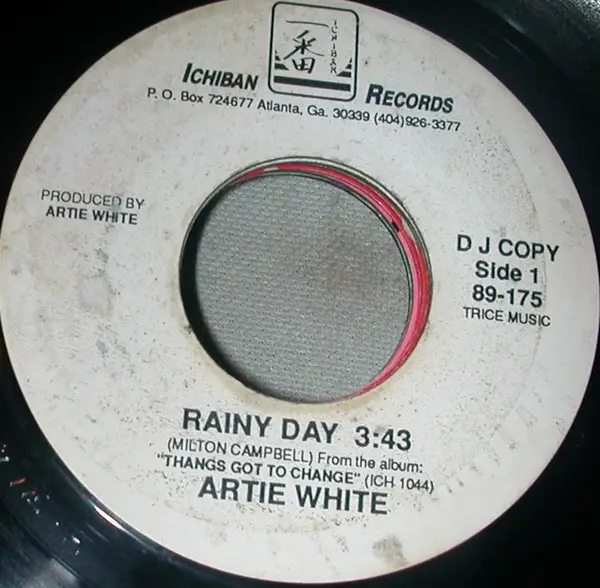 一番
ICHIBAN
ICHIBAN RECORDS
P. O. Box 724677 Atlanta, Ga. 30339 (404)926-3377
PRODUCED BY
ARTIE WHITE
D J COPY
Side 1
89-175
TRICE MUSIC
RAINY DAY 3:43
(MILTON CAMPBELL) From the album:
"THANGS GOT TO CHANGE" (ICH 1044)
ARTIE WHITE